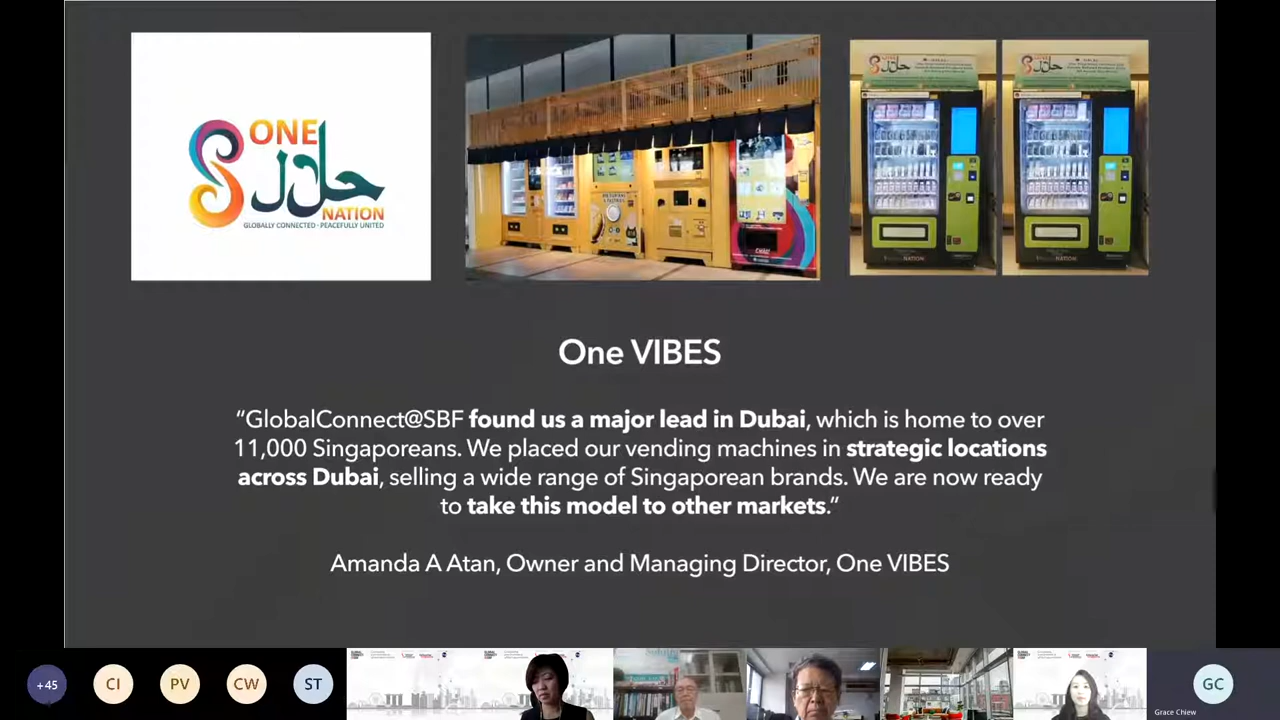 ONE
حلال
NATION
GLOBALLY CONNECTED · PEACEFULLY UNITED
One VIBES
“GlobalConnect@SBF found us a major lead in Dubai, which is home to over
11,000 Singaporeans. We placed our vending machines in strategic locations
across Dubai, selling a wide range of Singaporean brands. We are now ready
to take this model to other markets.”
Amanda A Atan, Owner and Managing Director, One VIBES
+45
CI
PV
CW
ST
GC
Grace Chiew